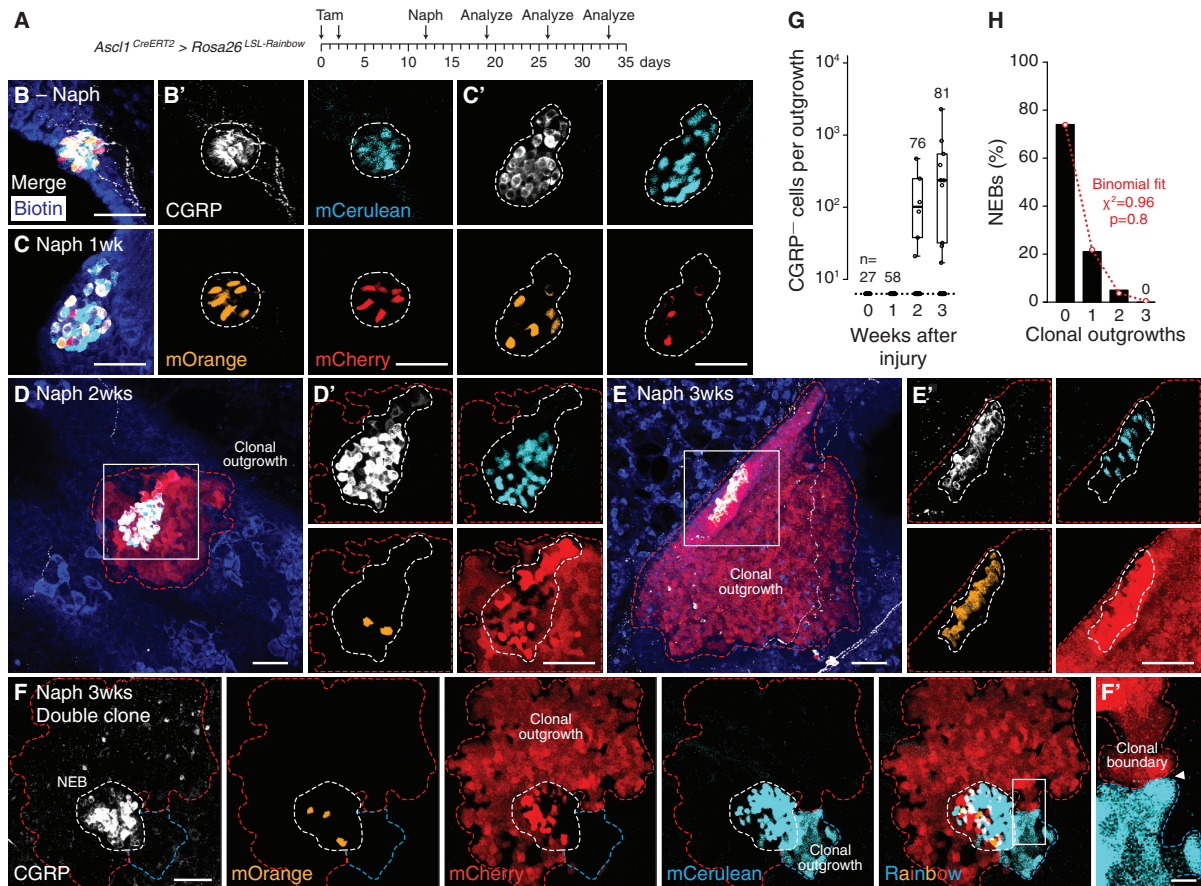 A
Tam
Naph
Analyze
Analyze
Analyze
Ascl1 CreERT2 > Rosa26 LSL-Rainbow
0 5 10 15 20 25 30 35 days
B – Naph
Merge
Biotin
B'
CGRP
mCerulean
C'
C Naph 1wk
mOrange
mCherry
G
CGRP— cells per outgrowth
10⁴
10³
10²
10¹
n=
27
58
76
81
0 1 2 3
Weeks after
injury
H
NEBs (%)
100
80
60
40
20
0
Binomial fit
χ²=0.96
p=0.8
0
0 1 2 3
Clonal outgrowths
D Naph 2wks
Clonal
outgrowth
D'
E Naph 3wks
Clonal
outgrowth
E'
F Naph 3wks
Double clone
NEB
CGRP
mOrange
Clonal
outgrowth
mCherry
Clonal
outgrowth
mCerulean
Rainbow
F'
Clonal
boundary